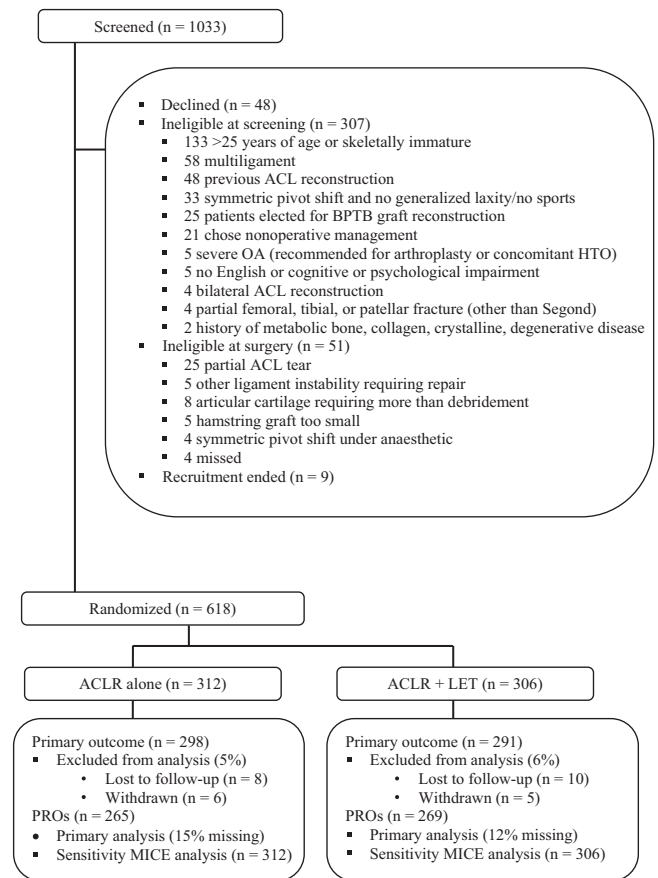 Screened (n = 1033)
▪ Declined (n = 48)
▪ Ineligible at screening (n = 307)
▪ 133 >25 years of age or skeletally immature
▪ 58 multiligament
▪ 48 previous ACL reconstruction
▪ 33 symmetric pivot shift and no generalized laxity/no sports
▪ 25 patients elected for BPTB graft reconstruction
▪ 21 chose nonoperative management
▪ 5 severe OA (recommended for arthroplasty or concomitant HTO)
▪ 5 no English or cognitive or psychological impairment
▪ 4 bilateral ACL reconstruction
▪ 4 partial femoral, tibial, or patellar fracture (other than Segond)
▪ 2 history of metabolic bone, collagen, crystalline, degenerative disease
▪ Ineligible at surgery (n = 51)
▪ 25 partial ACL tear
▪ 5 other ligament instability requiring repair
▪ 8 articular cartilage requiring more than debridement
▪ 5 hamstring graft too small
▪ 4 symmetric pivot shift under anaesthetic
▪ 4 missed
▪ Recruitment ended (n = 9)
Randomized (n = 618)
ACLR alone (n = 312)
Primary outcome (n = 298)
▪ Excluded from analysis (5%)
• Lost to follow-up (n = 8)
• Withdrawn (n = 6)
PROs (n = 265)
● Primary analysis (15% missing)
▪ Sensitivity MICE analysis (n = 312)
ACLR + LET (n = 306)
Primary outcome (n = 291)
▪ Excluded from analysis (6%)
• Lost to follow-up (n = 10)
• Withdrawn (n = 5)
PROs (n = 269)
▪ Primary analysis (12% missing)
▪ Sensitivity MICE analysis (n = 306)